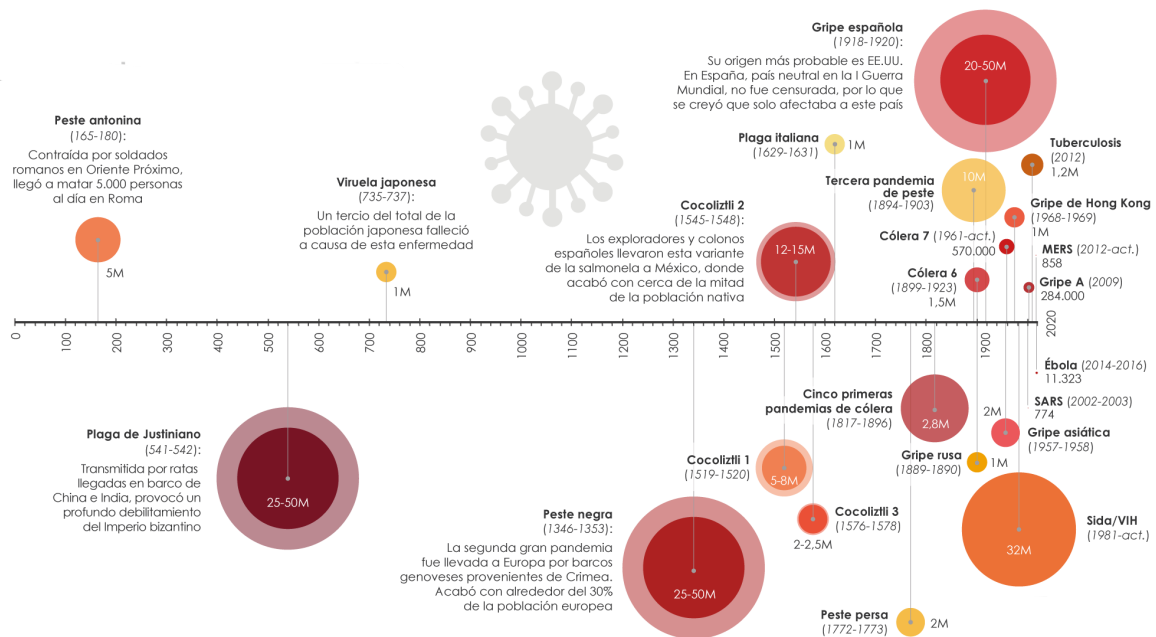 Peste antonina
(165-180):
Contraída por soldados
romanos en Oriente Próximo,
llegó a matar 5.000 personas
al día en Roma
5M
Viruela japonesa
(735-737):
Un tercio del total de la
población japonesa falleció
a causa de esta enfermedad
1M
Cocoliztli 2
(1545-1548):
Los exploradores y colonos
españoles llevaron esta variante
de la salmonela a México, donde
acabó con cerca de la mitad
de la población nativa
12-15M
Gripe española
(1918-1920):
Su origen más probable es EE.UU.
En España, país neutral en la I Guerra
Mundial, no fue censurada, por lo que
se creyó que solo afectaba a este país
20-50M
Plaga italiana
(1629-1631)
1M
Tercera pandemia
de peste
(1894-1903)
10M
Tuberculosis
(2012)
1,2M
Gripe de Hong Kong
(1968-1969)
1M
Cólera 7 (1961-act.)
570.000
MERS (2012-act.)
858
Cólera 6
(1899-1923)
1,5M
Gripe A (2009)
284.000
0
100
200
300
400
500
600
700
800
900
1000
1100
1200
1300
1400
1500
1600
1700
1800
1900
2020
Plaga de Justiniano
(541-542):
Transmitida por ratas
llegadas en barco de
China e India, provocó un
profundo debilitamiento
del Imperio bizantino
25-50M
Peste negra
(1346-1353):
La segunda gran pandemia
fue llevada a Europa por barcos
genoveses provenientes de Crimea.
Acabó con alrededor del 30%
de la población europea
25-50M
Cocoliztli 1
(1519-1520)
5-8M
Cocoliztli 3
(1576-1578)
2-2,5M
Peste persa
(1772-1773)
2M
Cinco primeras
pandemias de cólera
(1817-1896)
2,8M
Gripe rusa
(1889-1890)
1M
Ébola (2014-2016)
11.323
SARS (2002-2003)
774
2M
Gripe asiática
(1957-1958)
Sida/VIH
(1981-act.)
32M